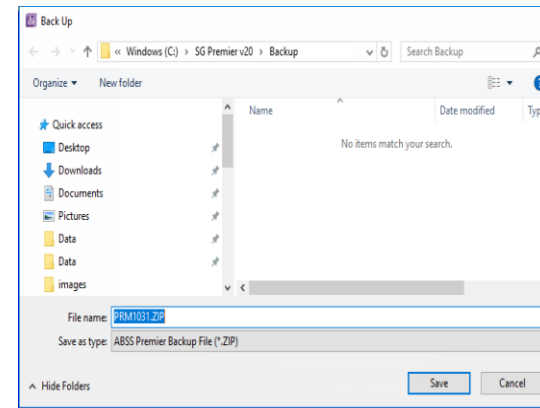 Back Up
« Windows (C:) › SG Premier v20 › Backup
Search Backup
Organize
New folder
Name
Date modified
Typ
Quick access
No items match your search.
Desktop
Downloads
Documents
Pictures
Data
Data
images
File name: PRM1031.ZIP
Save as type: ABSS Premier Backup File (*.ZIP)
Hide Folders
Save
Cancel